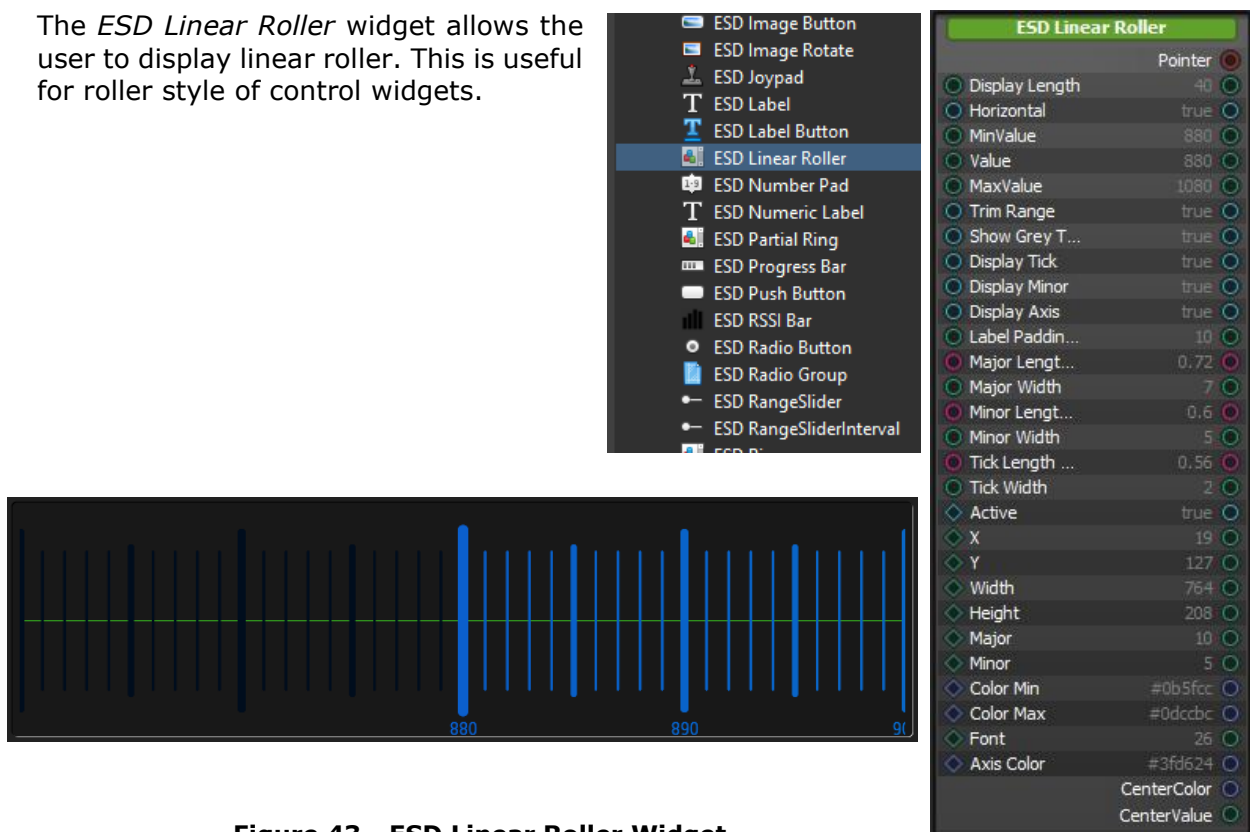 The ESD Linear Roller widget allows the
user to display linear roller. This is useful
for roller style of control widgets.
ESD Image Button
ESD Image Rotate
ESD Joypad
ESD Label
ESD Label Button
ESD Linear Roller
ESD Number Pad
ESD Numeric Label
ESD Partial Ring
ESD Progress Bar
ESD Push Button
ESD RSSI Bar
ESD Radio Button
ESD Radio Group
ESD RangeSlider
ESD RangeSliderInterval
ESD Linear Roller
Pointer
Display Length 40
Horizontal true
MinValue 880
Value 880
MaxValue 1080
Trim Range true
Show Grey T... true
Display Tick true
Display Minor true
Display Axis true
Label Paddin... 10
Major Lengt... 0.72
Major Width 7
Minor Lengt... 0.6
Minor Width 5
Tick Length ... 0.56
Tick Width 2
Active true
X 19
Y 127
Width 764
Height 208
Major 10
Minor 5
Color Min #0b5fcc
Color Max #0dccbc
Font 26
Axis Color #3fd624
CenterColor
CenterValue
880 890
Figure 43 - ESD Linear Roller Widget